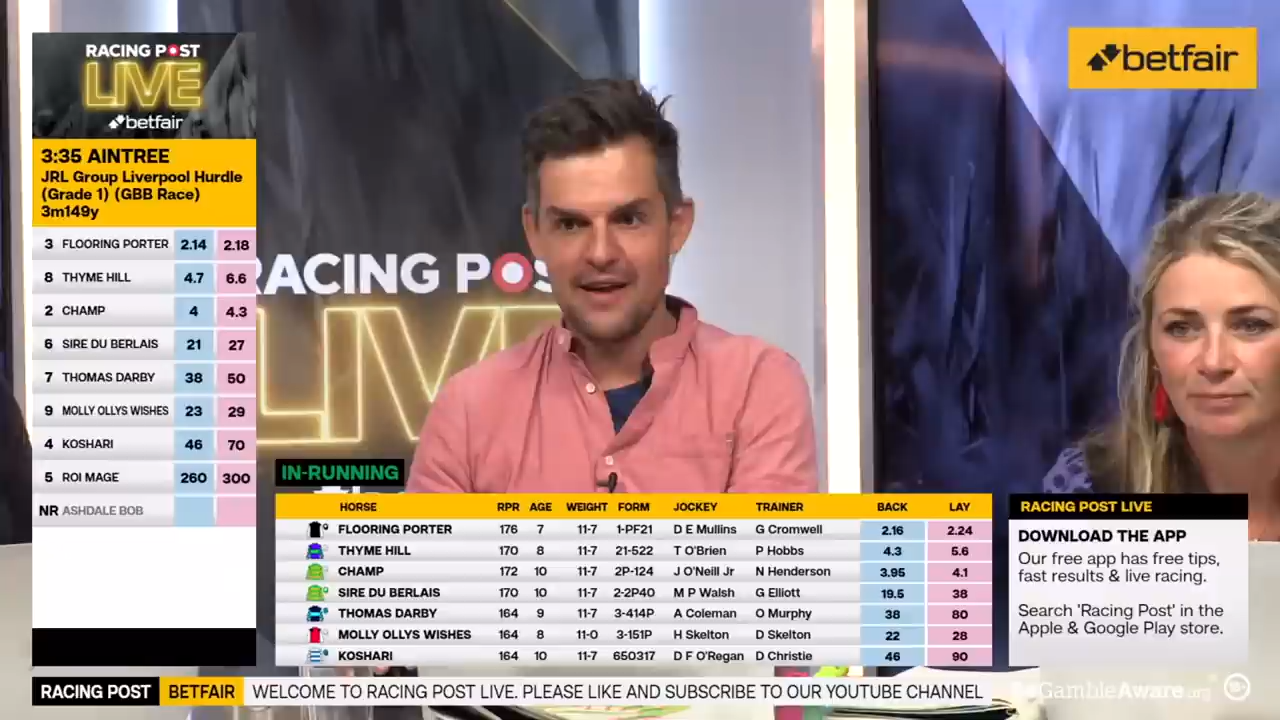 RACING POST
LIVE
betfair
3:35 AINTREE
JRL Group Liverpool Hurdle
(Grade 1) (GBB Race)
3m149y
3 FLOORING PORTER 2.14 2.18
8 THYME HILL 4.7 6.6
2 CHAMP 4 4.3
6 SIRE DU BERLAIS 21 27
7 THOMAS DARBY 38 50
9 MOLLY OLLYS WISHES 23 29
4 KOSHARI 46 70
5 ROI MAGE 260 300
NR ASHDALE BOB
betfair
RACING POS
LIV
IN-RUNNING
HORSE RPR AGE WEIGHT FORM JOCKEY TRAINER BACK LAY
FLOORING PORTER 176 7 11-7 1-PF21 D E Mullins G Cromwell 2.16 2.24
THYME HILL 170 8 11-7 21-522 T O'Brien P Hobbs 4.3 5.6
CHAMP 172 10 11-7 2P-124 J O'Neill Jr N Henderson 3.95 4.1
SIRE DU BERLAIS 170 10 11-7 2-2P40 M P Walsh G Elliott 19.5 38
THOMAS DARBY 164 9 11-7 3-414P A Coleman O Murphy 38 80
MOLLY OLLYS WISHES 164 8 11-0 3-151P H Skelton D Skelton 22 28
KOSHARI 164 10 11-7 650317 D F O'Regan D Christie 46 90
RACING POST LIVE
DOWNLOAD THE APP
Our free app has free tips,
fast results & live racing.
Search 'Racing Post' in the
Apple & Google Play store.
RACING POST BETFAIR WELCOME TO RACING POST LIVE. PLEASE LIKE AND SUBSCRIBE TO OUR YOUTUBE CHANNEL
GambleAware.org 18+